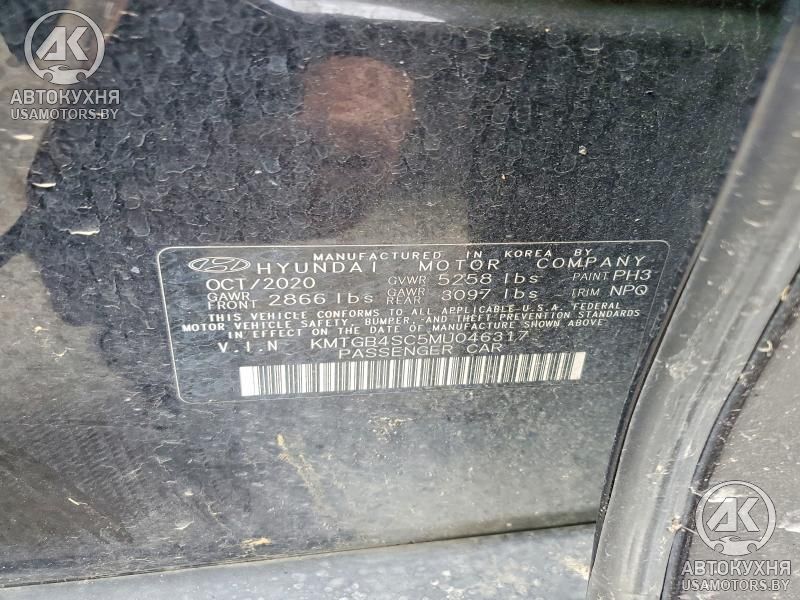 AK
АВТОКУХНЯ
USAMOTORS.BY
MANUFACTURED IN KOREA BY
HYUNDAI MOTOR COMPANY
OCT/2020 GVWR 5258 lbs PAINT PH3
GAWR FRONT 2866 lbs GAWR REAR 3097 lbs TRIM NPQ
THIS VEHICLE CONFORMS TO ALL APPLICABLE U.S.A. FEDERAL
MOTOR VEHICLE SAFETY, BUMPER AND THEFT PREVENTION STANDARDS
IN EFFECT ON THE DATE OF MANUFACTURE SHOWN ABOVE
V.I.N KMTGB4SC5MU046317
PASSENGER CAR
AK
АВТОКУХНЯ
USAMOTORS.BY